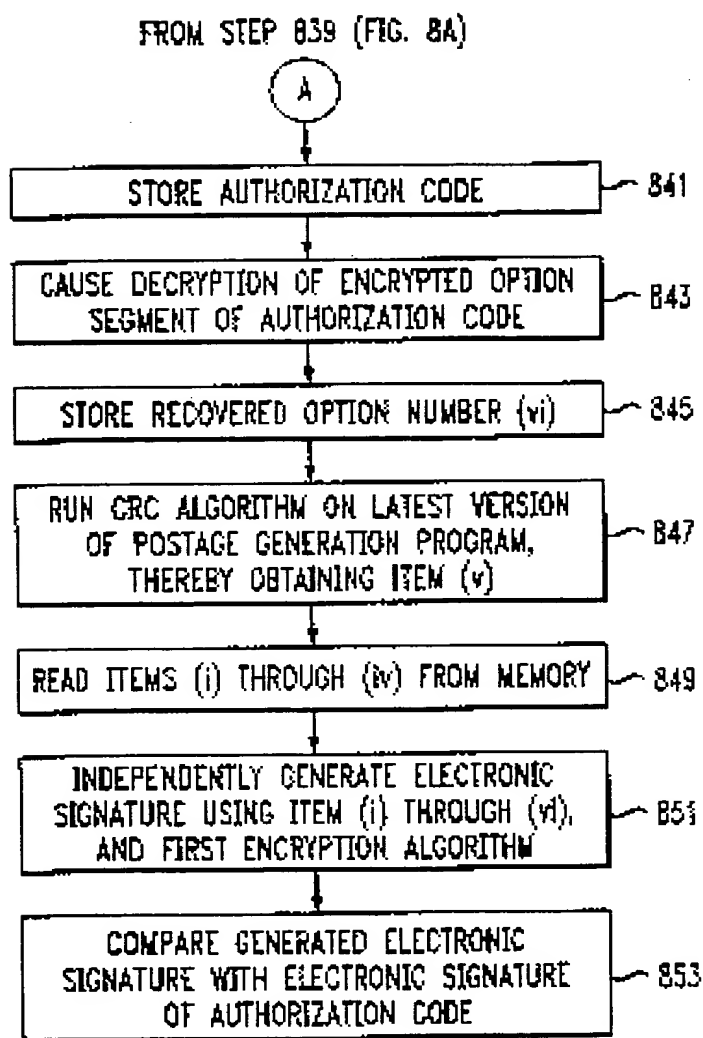 FROM STEP 839 (FIG. 8A)
A
STORE AUTHORIZATION CODE
841
CAUSE DECRYPTION OF ENCRYPTED OPTION
SEGMENT OF AUTHORIZATION CODE
843
STORE RECOVERED OPTION NUMBER (vi)
845
RUN CRC ALGORITHM ON LATEST VERSION
OF POSTAGE GENERATION PROGRAM,
THEREBY OBTAINING ITEM (v)
847
READ ITEMS (i) THROUGH (iv) FROM MEMORY
849
INDEPENDENTLY GENERATE ELECTRONIC
SIGNATURE USING ITEM (i) THROUGH (vi),
AND FIRST ENCRYPTION ALGORITHM
851
COMPARE GENERATED ELECTRONIC
SIGNATURE WITH ELECTRONIC SIGNATURE
OF AUTHORIZATION CODE
853